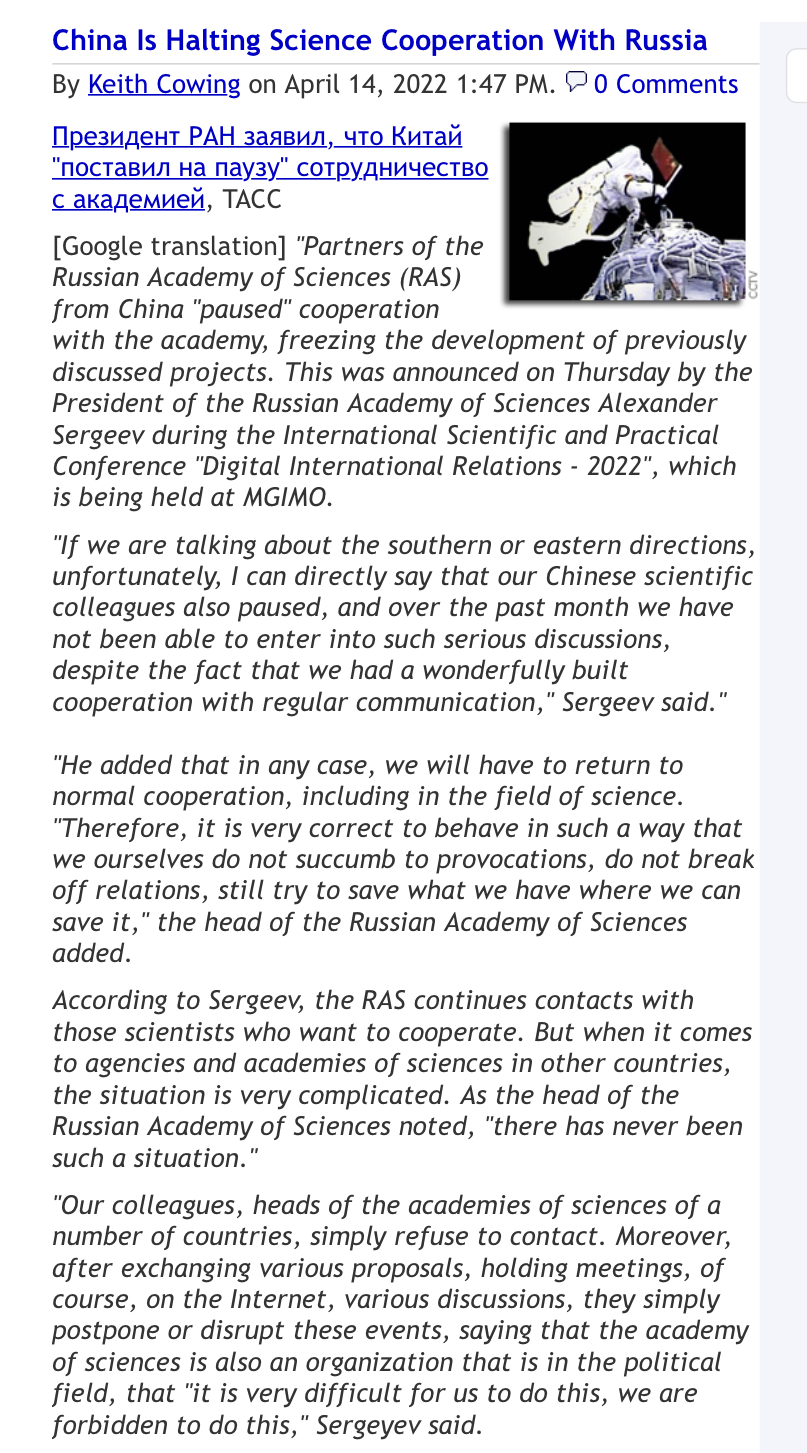 China Is Halting Science Cooperation With Russia
By Keith Cowing on April 14, 2022 1:47 PM. 0 Comments
Президент РАН заявил, что Китай
"поставил на паузу" сотрудничество
с академией, ТАСС
CCTV
[Google translation] "Partners of the
Russian Academy of Sciences (RAS)
from China "paused" cooperation
with the academy, freezing the development of previously
discussed projects. This was announced on Thursday by the
President of the Russian Academy of Sciences Alexander
Sergeev during the International Scientific and Practical
Conference "Digital International Relations - 2022", which
is being held at MGIMO.
"If we are talking about the southern or eastern directions,
unfortunately, I can directly say that our Chinese scientific
colleagues also paused, and over the past month we have
not been able to enter into such serious discussions,
despite the fact that we had a wonderfully built
cooperation with regular communication," Sergeev said."
"He added that in any case, we will have to return to
normal cooperation, including in the field of science.
"Therefore, it is very correct to behave in such a way that
we ourselves do not succumb to provocations, do not break
off relations, still try to save what we have where we can
save it," the head of the Russian Academy of Sciences
added.
According to Sergeev, the RAS continues contacts with
those scientists who want to cooperate. But when it comes
to agencies and academies of sciences in other countries,
the situation is very complicated. As the head of the
Russian Academy of Sciences noted, "there has never been
such a situation."
"Our colleagues, heads of the academies of sciences of a
number of countries, simply refuse to contact. Moreover,
after exchanging various proposals, holding meetings, of
course, on the Internet, various discussions, they simply
postpone or disrupt these events, saying that the academy
of sciences is also an organization that is in the political
field, that "it is very difficult for us to do this, we are
forbidden to do this," Sergeyev said.